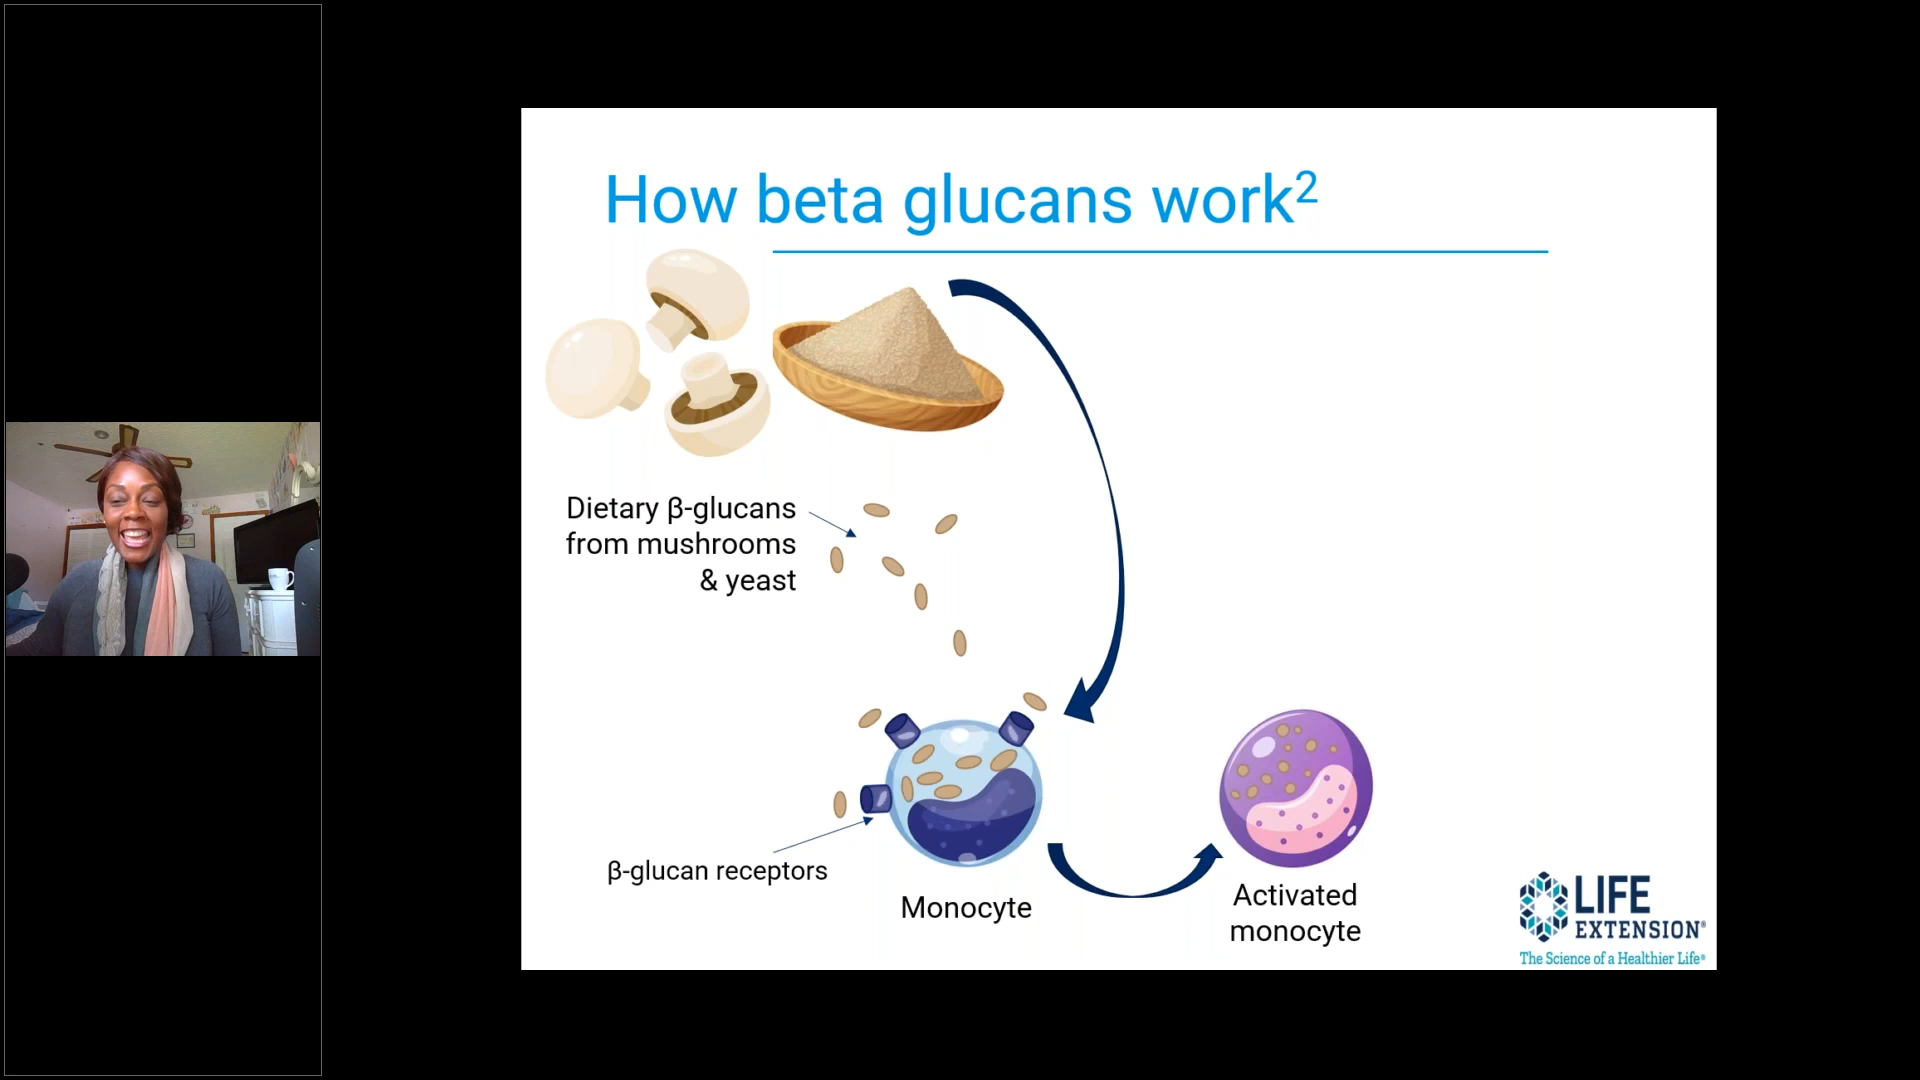 How beta glucans work²
Dietary β-glucans
from mushrooms
& yeast
β-glucan receptors
Monocyte
Activated
monocyte
LIFE
EXTENSION®
The Science of a Healthier Life®